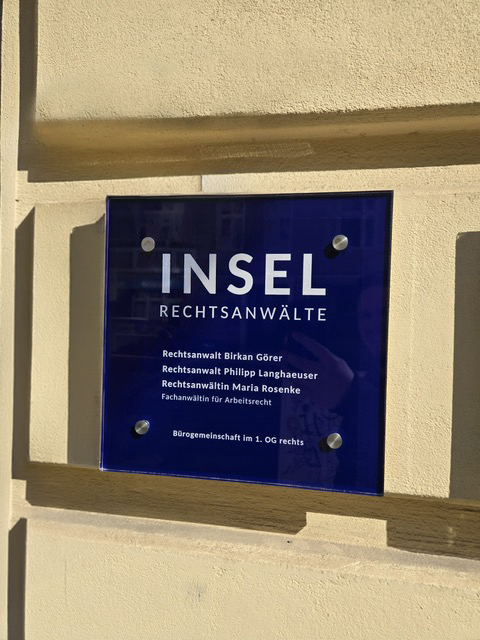 INSEL
RECHTSANWÄLTE
Rechtsanwalt Birkan Görer
Rechtsanwalt Philipp Langhaeuser
Rechtsanwältin Maria Rosenke
Fachanwältin für Arbeitsrecht
Bürogemeinschaft im 1. OG rechts